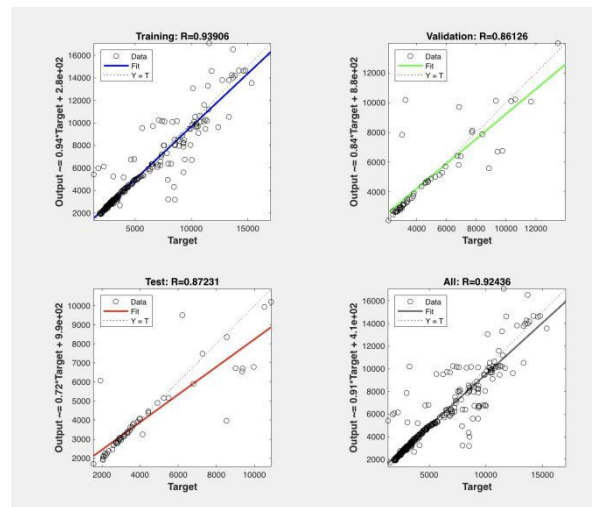 Training: R=0.93906
Output ~= 0.94*Target + 2.8e+02
16000
14000
12000
10000
8000
6000
4000
2000
Data
Fit
Y = T
5000 10000 15000
Target
Validation: R=0.86126
Output ~= 0.84*Target + 8.8e+02
12000
10000
8000
6000
4000
Data
Fit
Y = T
4000 6000 8000 10000 12000
Target
Test: R=0.87231
Output ~= 0.72*Target + 9.9e+02
10000
9000
8000
7000
6000
5000
4000
3000
2000
Data
Fit
Y = T
2000 4000 6000 8000 10000
Target
All: R=0.92436
Output ~= 0.91*Target + 4.1e+02
16000
14000
12000
10000
8000
6000
4000
2000
Data
Fit
Y = T
5000 10000 15000
Target